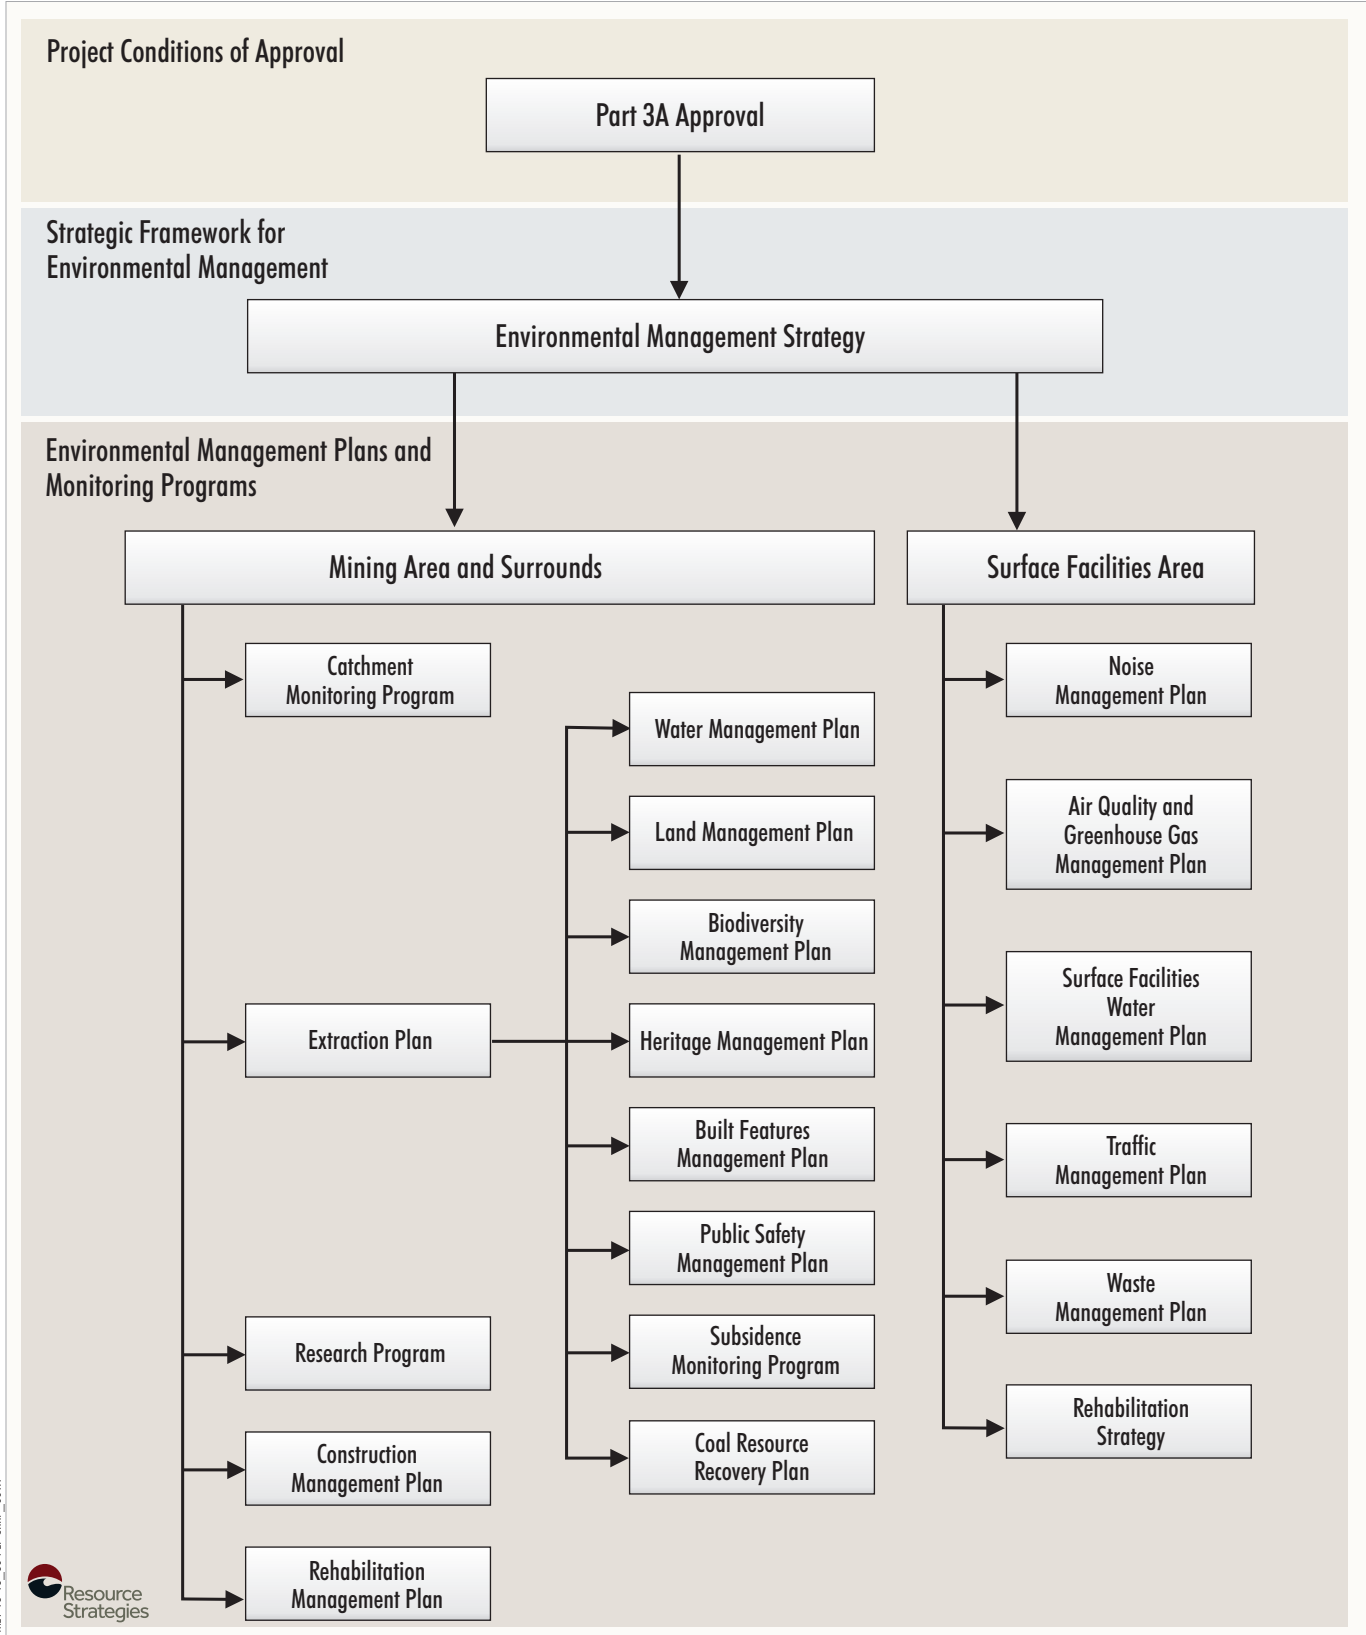 Project Conditions of Approval
Part 3A Approval
Strategic Framework for
Environmental Management
Environmental Management Strategy
Environmental Management Plans and
Monitoring Programs
Mining Area and Surrounds
Catchment
Monitoring Program
Extraction Plan
Water Management Plan
Land Management Plan
Biodiversity
Management Plan
Heritage Management Plan
Built Features
Management Plan
Public Safety
Management Plan
Subsidence
Monitoring Program
Coal Resource
Recovery Plan
Research Program
Construction
Management Plan
Rehabilitation
Management Plan
Surface Facilities Area
Noise
Management Plan
Air Quality and
Greenhouse Gas
Management Plan
Surface Facilities
Water
Management Plan
Traffic
Management Plan
Waste
Management Plan
Rehabilitation
Strategy
Resource
Strategies